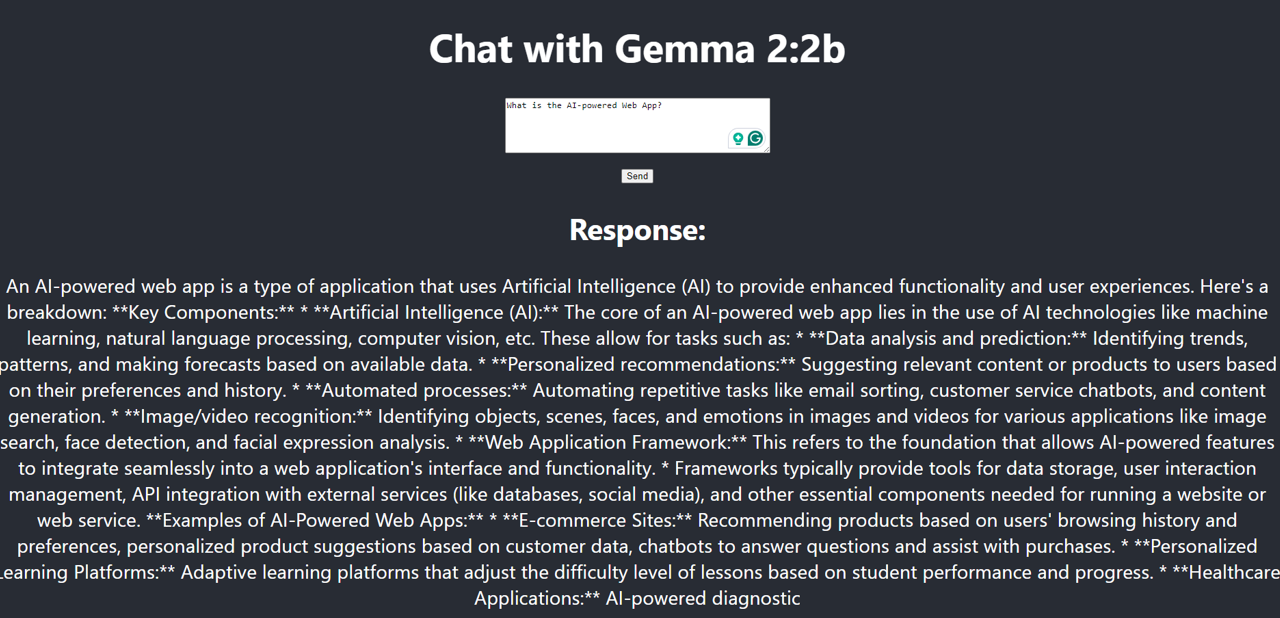 Chat with Gemma 2:2b
What is the AI-powered Web App?
Send
Response:
An AI-powered web app is a type of application that uses Artificial Intelligence (AI) to provide enhanced functionality and user experiences. Here's a
breakdown: **Key Components:** * **Artificial Intelligence (AI):** The core of an AI-powered web app lies in the use of AI technologies like machine
learning, natural language processing, computer vision, etc. These allow for tasks such as: * **Data analysis and prediction:** Identifying trends,
patterns, and making forecasts based on available data. * **Personalized recommendations:** Suggesting relevant content or products to users based
on their preferences and history. * **Automated processes:** Automating repetitive tasks like email sorting, customer service chatbots, and content
generation. * **Image/video recognition:** Identifying objects, scenes, faces, and emotions in images and videos for various applications like image
search, face detection, and facial expression analysis. * **Web Application Framework:** This refers to the foundation that allows AI-powered features
to integrate seamlessly into a web application's interface and functionality. * Frameworks typically provide tools for data storage, user interaction
management, API integration with external services (like databases, social media), and other essential components needed for running a website or
web service. **Examples of AI-Powered Web Apps:** * **E-commerce Sites:** Recommending products based on users' browsing history and
preferences, personalized product suggestions based on customer data, chatbots to answer questions and assist with purchases. * **Personalized
Learning Platforms:** Adaptive learning platforms that adjust the difficulty level of lessons based on student performance and progress. * **Healthcare
Applications:** AI-powered diagnostic